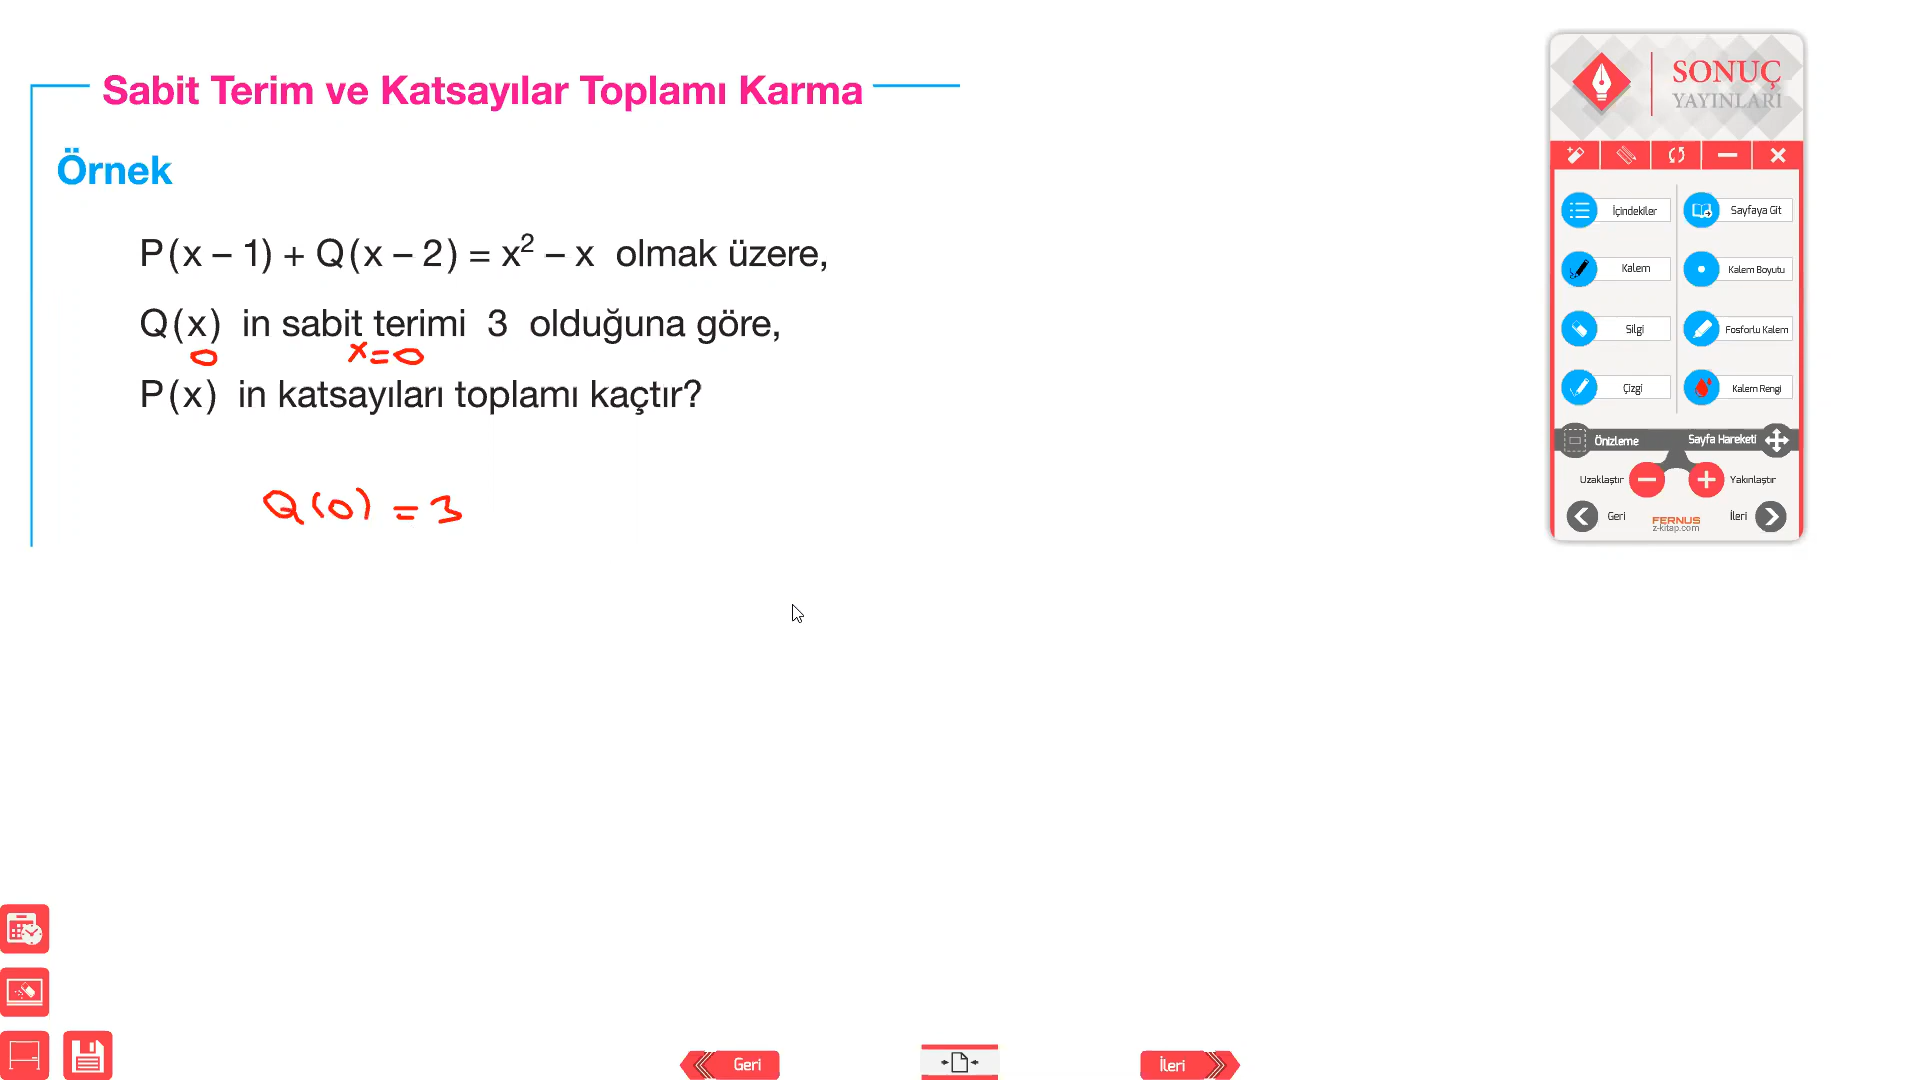 Sabit Terim ve Katsayılar Toplamı Karma
Örnek
P(x – 1) + Q(x – 2) = x² – x olmak üzere,
Q(x) in sabit terimi 3 olduğuna göre,
0 x=0
P(x) in katsayıları toplamı kaçtır?
Q(0) = 3
SONUÇ
YAYINLARI
İçindekiler
Sayfaya Git
Kalem
Kalem Boyutu
Silgi
Fosforlu Kalem
Çizgi
Kalem Rengi
Önizleme
Sayfa Hareketi
Uzaklaştır
Yakınlaştır
Geri
FERNUS
z-kitap.com
İleri
Geri
İleri